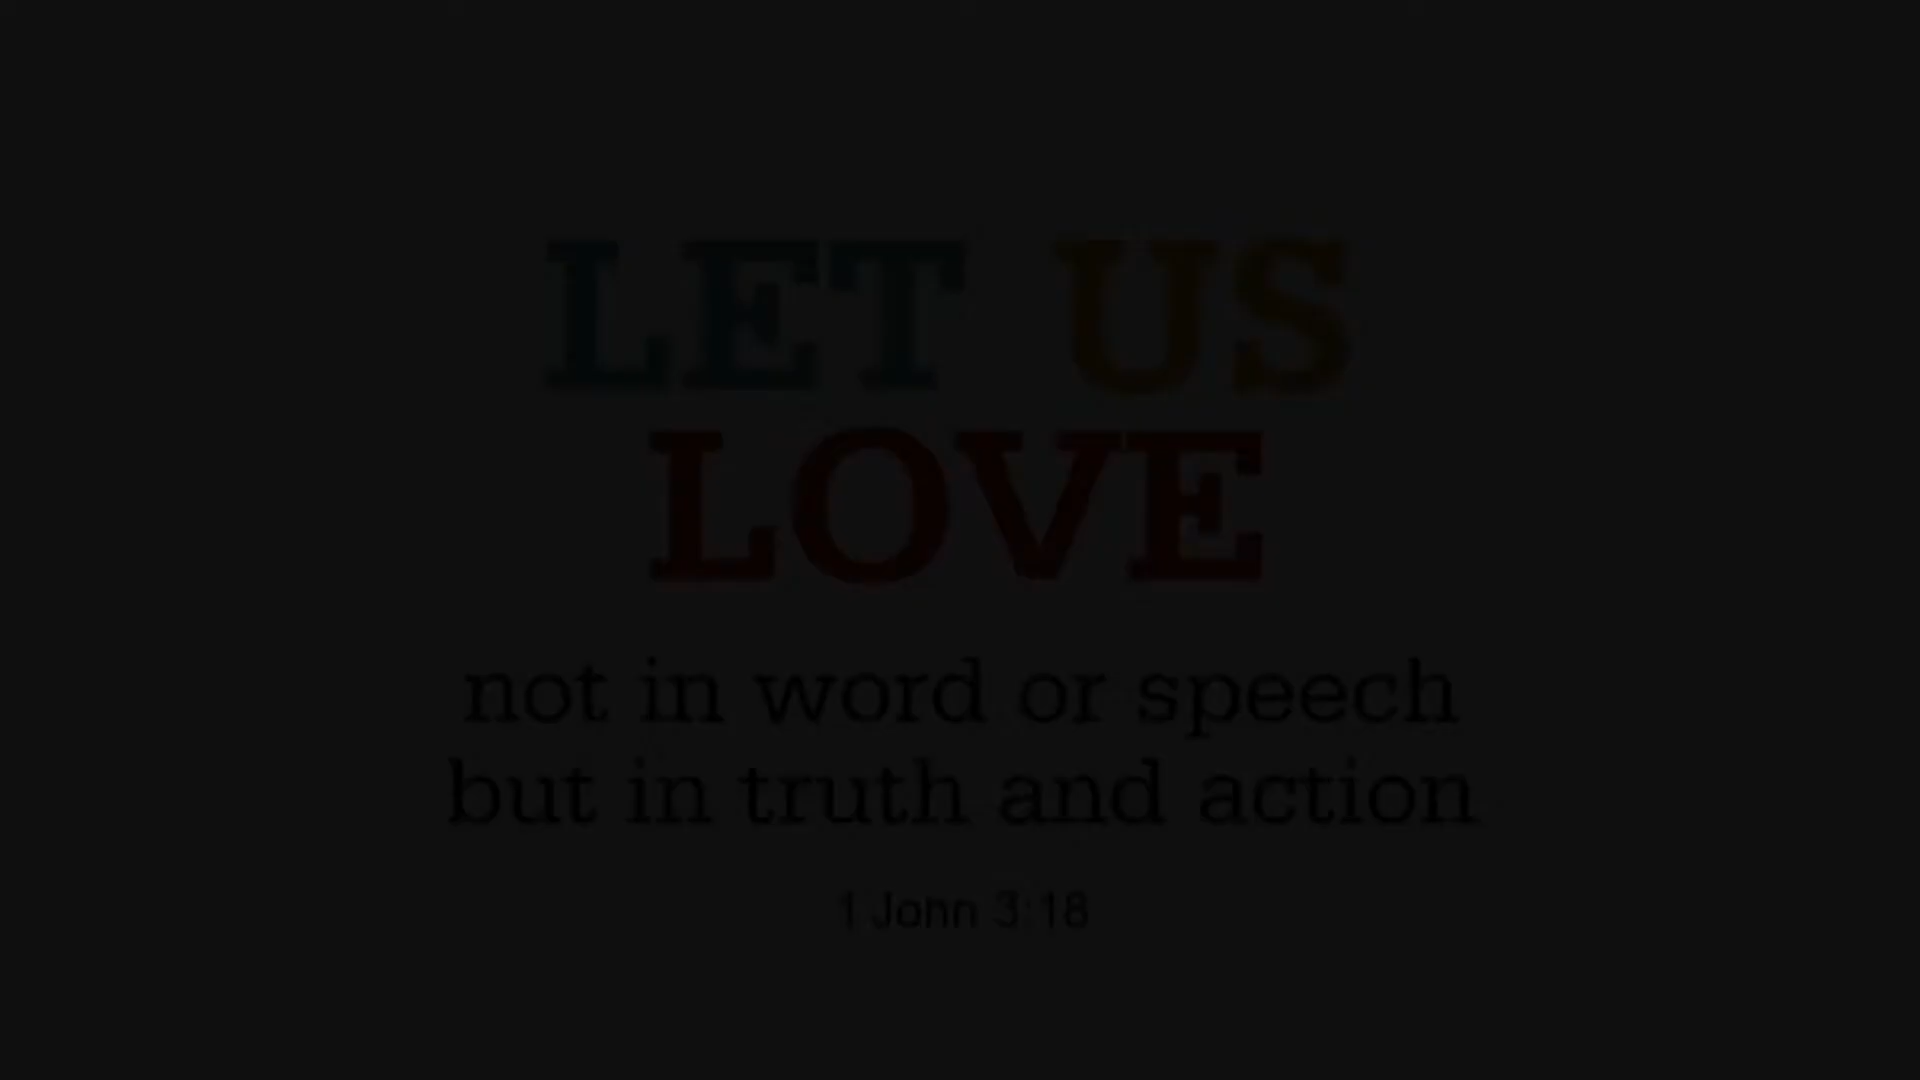 LET US
LOVE
not in word or speech
but in truth and action
1 John 3:18